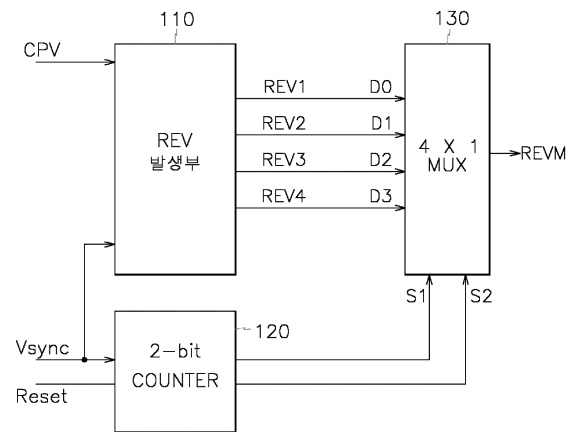 110
130
CPV
REV1 D0
REV2 D1
REV3 D2
REV4 D3
REV
발생부
4 X 1
MUX
REVM
S1 S2
120
Vsync
2-bit
COUNTER
Reset